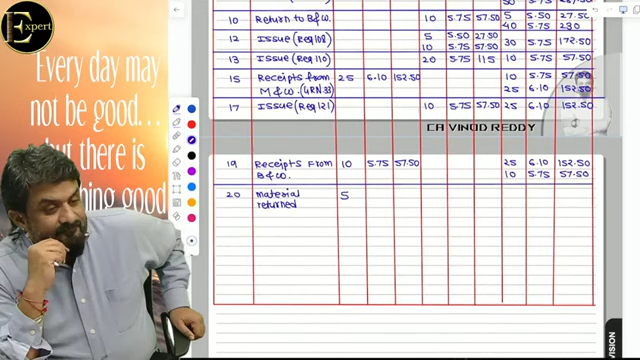 Expert
Every day may
not be good...
but there is
thing good
10 Return to B&W. 10 5.75 57.50 5 5.50 27.50
40 5.75 230
12 Issue (Req 108) 5 5.50 27.50 30 5.75 172.50
10 5.75 57.50
13 Issue (Req 110) 20 5.75 115 10 5.75 57.50
15 Receipts from 25 6.10 152.50 10 5.75 57.50
M & W. (GRN.33) 25 6.10 152.50
17 Issue (Req 121) 10 5.75 57.50 25 6.10 152.50
CA VINOD REDDY
19 Receipts From 10 5.75 57.50 25 6.10 152.50
B&W. 10 5.75 57.50
20 material 5
returned
VISION